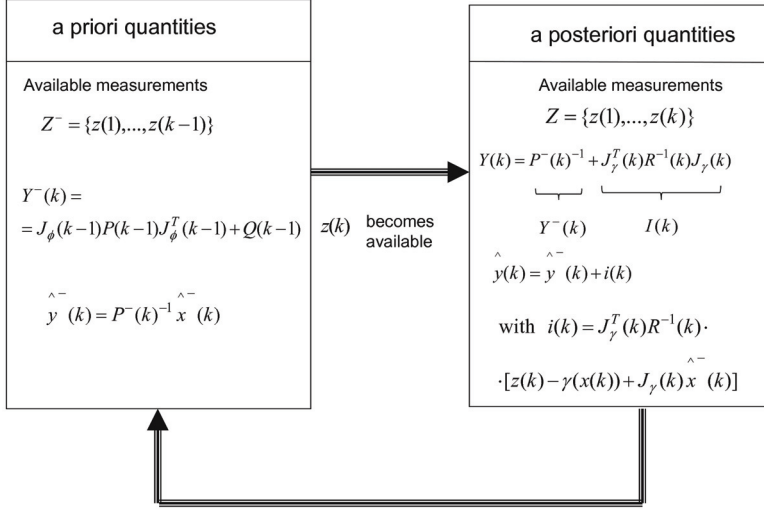 a priori quantities
Available measurements
Z⁻ = {z(1),...,z(k−1)}
Y⁻(k) =
= J_ϕ(k−1)P(k−1)J_ϕ^T(k−1)+Q(k−1)
ŷ⁻(k) = P⁻(k)⁻¹ x̂⁻(k)
z(k) becomes
available
a posteriori quantities
Available measurements
Z = {z(1),...,z(k)}
Y(k) = P⁻(k)⁻¹ + J_γ^T(k)R⁻¹(k)J_γ(k)
Y⁻(k) I(k)
ŷ(k) = ŷ⁻(k) + i(k)
with i(k) = J_γ^T(k)R⁻¹(k)·
·[z(k)−γ(x(k))+J_γ(k)x̂⁻(k)]